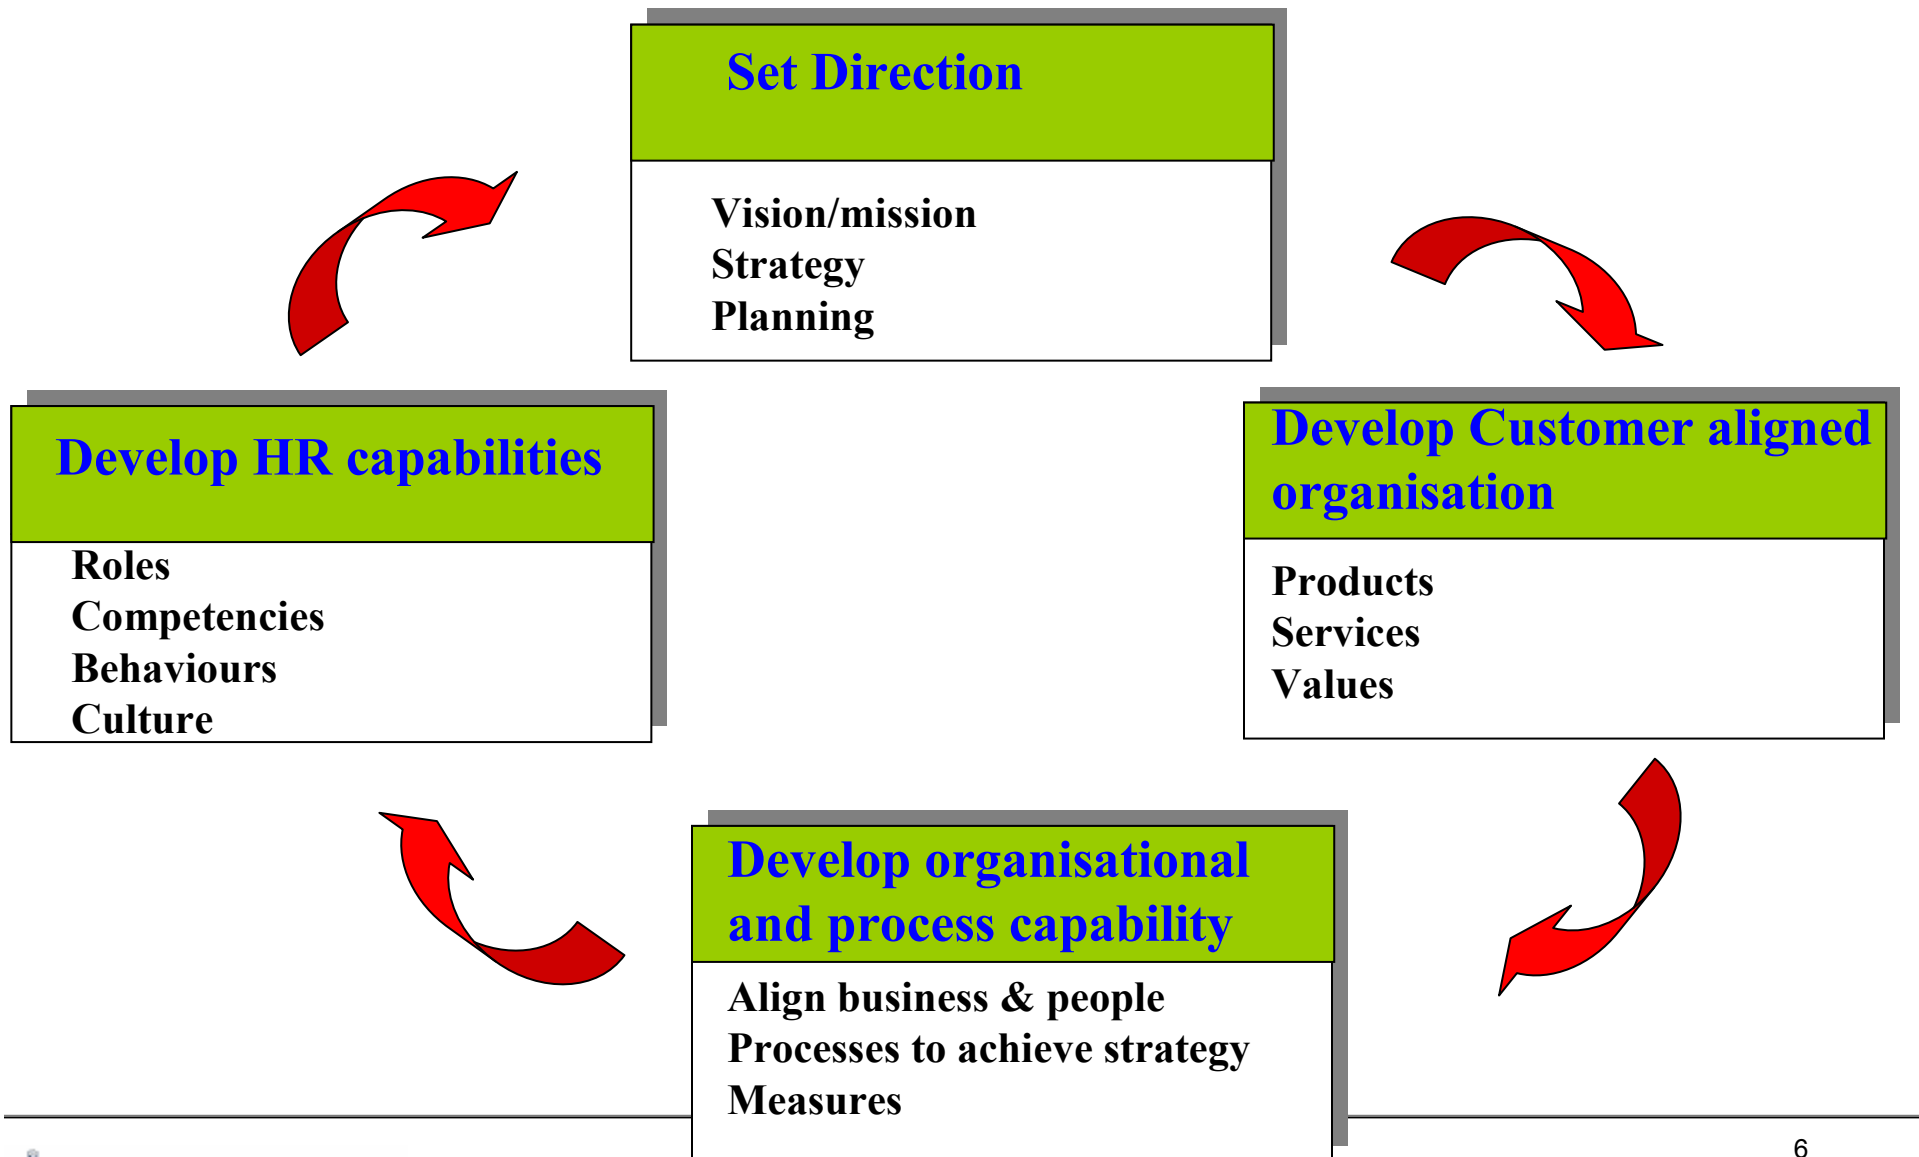 Set Direction
Vision/mission
Strategy
Planning
Develop Customer aligned
organisation
Products
Services
Values
Develop organisational
and process capability
Align business & people
Processes to achieve strategy
Measures
Develop HR capabilities
Roles
Competencies
Behaviours
Culture
6